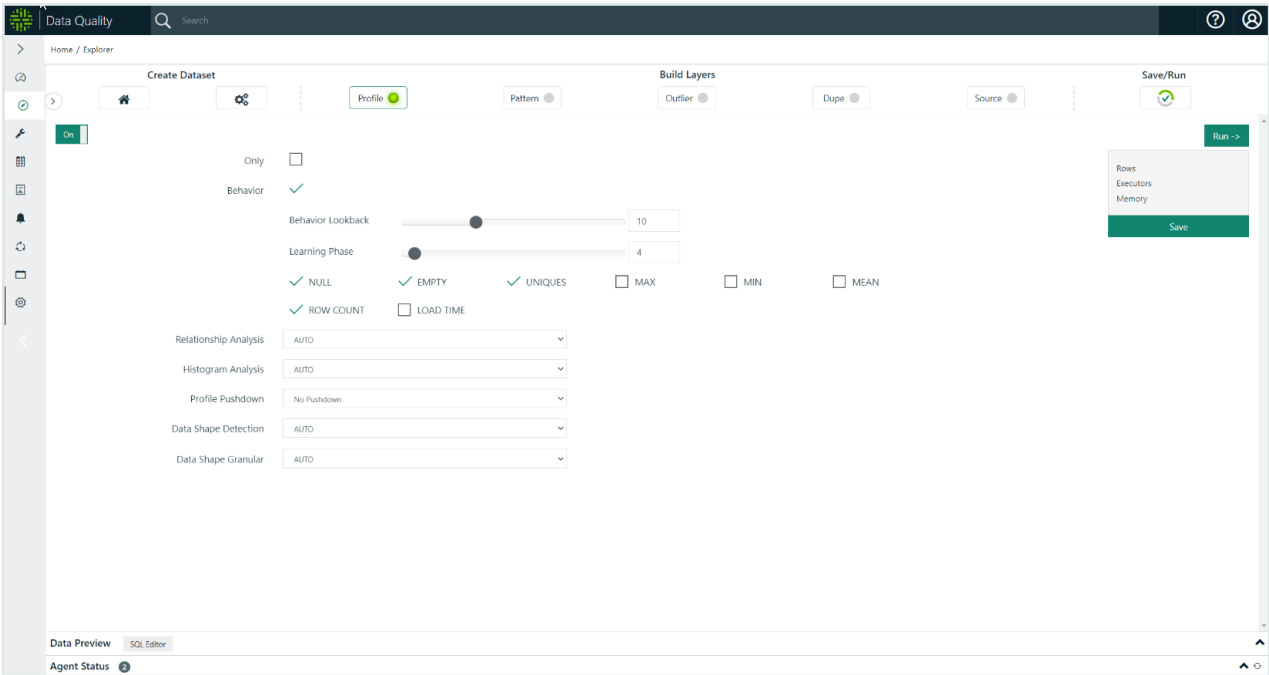 Data Quality Search
Home / Explorer
Create Dataset Build Layers Save/Run
Profile Pattern Outlier Dupe Source
On Run ->
Only
Rows
Executors
Memory
Save
Behavior
Behavior Lookback 10
Learning Phase 4
NULL EMPTY UNIQUES MAX MIN MEAN
ROW COUNT LOAD TIME
Relationship Analysis AUTO
Histogram Analysis AUTO
Profile Pushdown No Pushdown
Data Shape Detection AUTO
Data Shape Granular AUTO
Data Preview SQL Editor
Agent Status 2